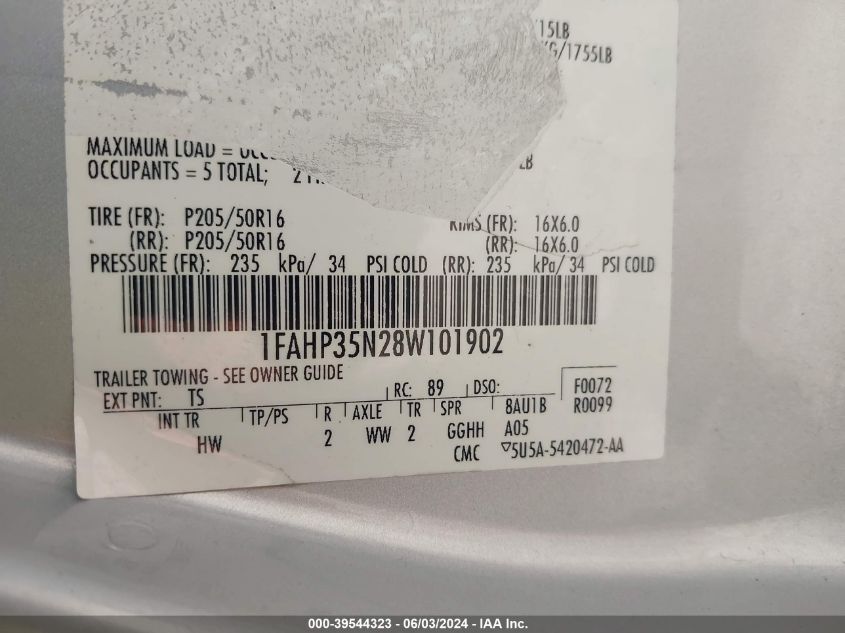 15LB
KG/1755LB
MAXIMUM LOAD =
OCCUPANTS = 5 TOTAL; LB
TIRE (FR): P205/50R16 RIMS (FR): 16X6.0
(RR): P205/50R16 (RR): 16X6.0
PRESSURE (FR): 235 kPa/ 34 PSI COLD (RR): 235 kPa/ 34 PSI COLD
1FAHP35N28W101902
TRAILER TOWING - SEE OWNER GUIDE
EXT PNT: TS RC: 89 DSO: F0072
INT TR TP/PS R AXLE TR SPR 8AU1B R0099
HW 2 WW 2 GGHH A05
CMC ▽5U5A-5420472-AA
000-39544323 - 06/03/2024 - IAA Inc.